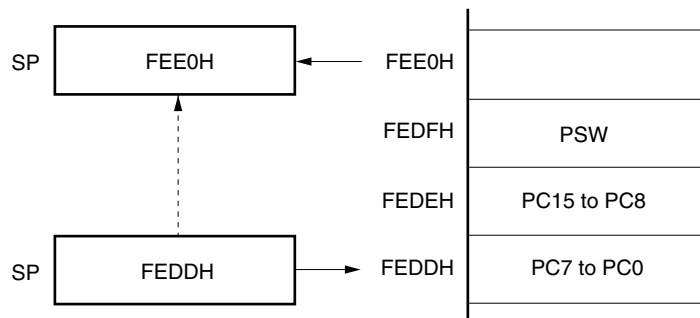 SP FEE0H FEE0H
FEDFH PSW
FEDEH PC15 to PC8
SP FEDDH FEDDH PC7 to PC0